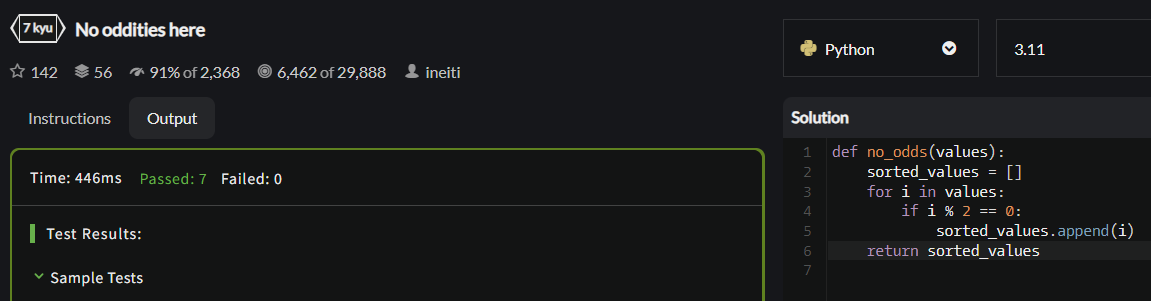 7 kyu No oddities here
142 56 91% of 2,368 6,462 of 29,888 ineiti
Instructions Output
Time: 446ms Passed: 7 Failed: 0
Test Results:
Sample Tests
Python 3.11
Solution
1 def no_odds(values):
2     sorted_values = []
3     for i in values:
4         if i % 2 == 0:
5             sorted_values.append(i)
6     return sorted_values
7